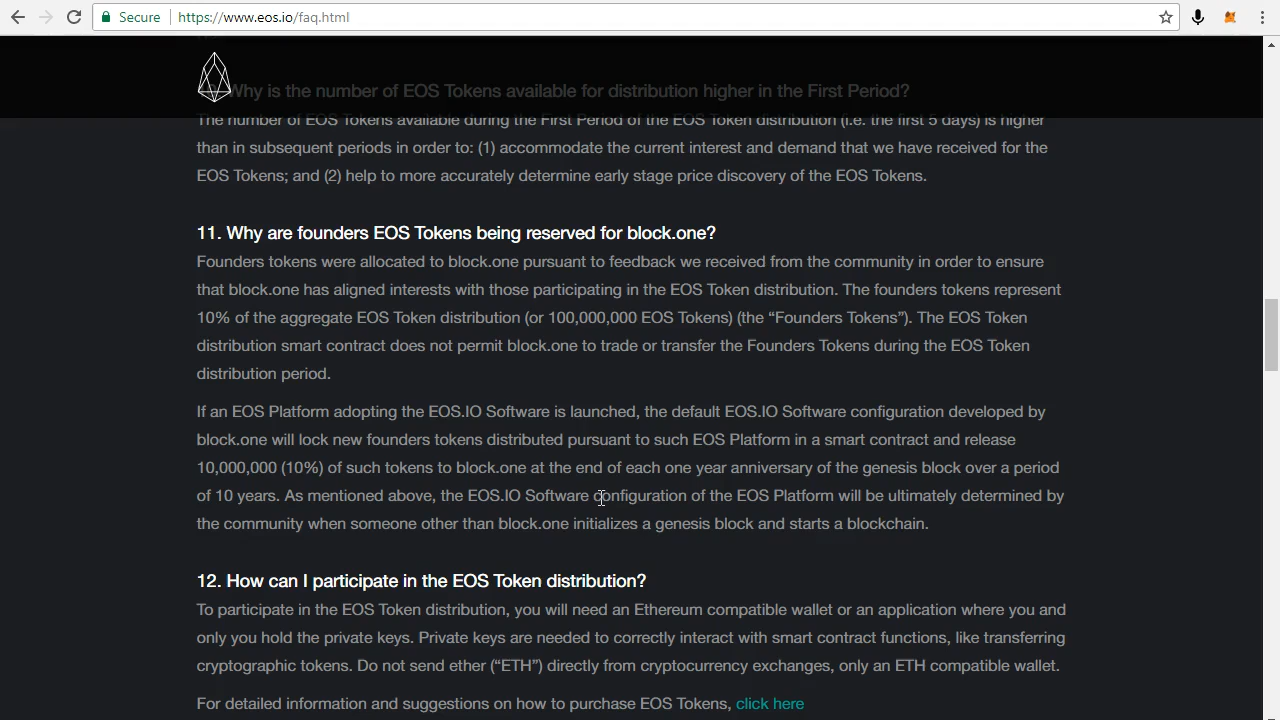 Secure
https://www.eos.io/faq.html
Why is the number of EOS Tokens available for distribution higher in the First Period?
The number of EOS Tokens available during the First Period of the EOS Token distribution (i.e. the first 5 days) is higher
than in subsequent periods in order to: (1) accommodate the current interest and demand that we have received for the
EOS Tokens; and (2) help to more accurately determine early stage price discovery of the EOS Tokens.
11. Why are founders EOS Tokens being reserved for block.one?
Founders tokens were allocated to block.one pursuant to feedback we received from the community in order to ensure
that block.one has aligned interests with those participating in the EOS Token distribution. The founders tokens represent
10% of the aggregate EOS Token distribution (or 100,000,000 EOS Tokens) (the “Founders Tokens”). The EOS Token
distribution smart contract does not permit block.one to trade or transfer the Founders Tokens during the EOS Token
distribution period.
If an EOS Platform adopting the EOS.IO Software is launched, the default EOS.IO Software configuration developed by
block.one will lock new founders tokens distributed pursuant to such EOS Platform in a smart contract and release
10,000,000 (10%) of such tokens to block.one at the end of each one year anniversary of the genesis block over a period
of 10 years. As mentioned above, the EOS.IO Software configuration of the EOS Platform will be ultimately determined by
the community when someone other than block.one initializes a genesis block and starts a blockchain.
12. How can I participate in the EOS Token distribution?
To participate in the EOS Token distribution, you will need an Ethereum compatible wallet or an application where you and
only you hold the private keys. Private keys are needed to correctly interact with smart contract functions, like transferring
cryptographic tokens. Do not send ether (“ETH”) directly from cryptocurrency exchanges, only an ETH compatible wallet.
For detailed information and suggestions on how to purchase EOS Tokens, click here